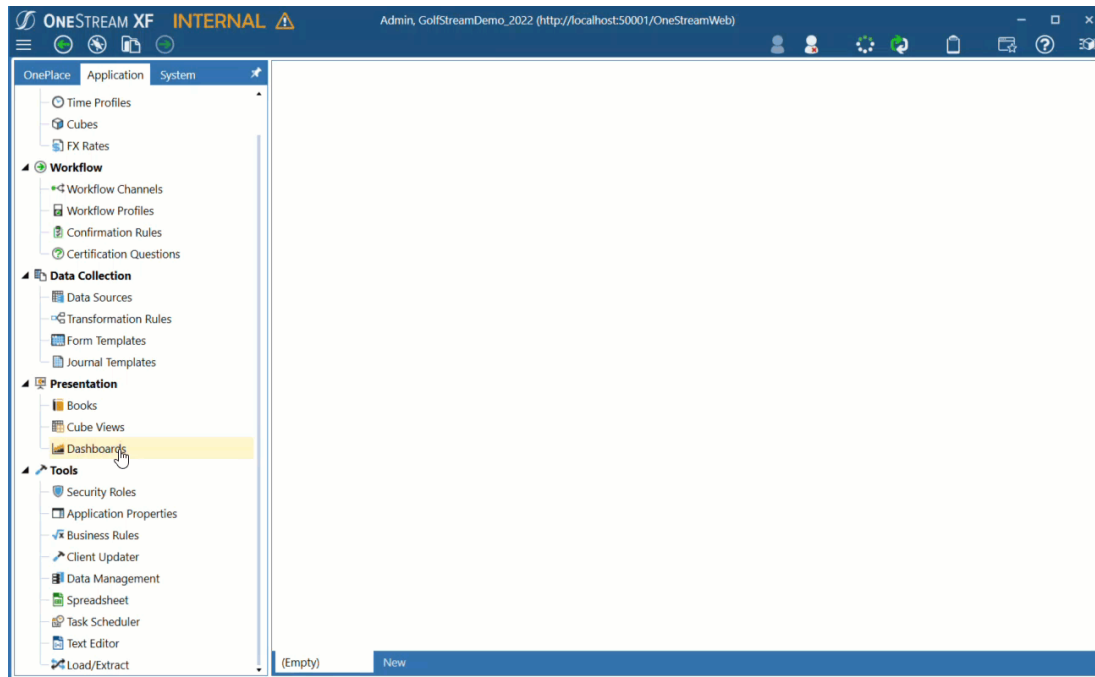 ONESTREAM XF INTERNAL
Admin, GolfStreamDemo_2022 (http://localhost:50001/OneStreamWeb)
OnePlace Application System
Time Profiles
Cubes
FX Rates
Workflow
Workflow Channels
Workflow Profiles
Confirmation Rules
Certification Questions
Data Collection
Data Sources
Transformation Rules
Form Templates
Journal Templates
Presentation
Books
Cube Views
Dashboards
Tools
Security Roles
Application Properties
Business Rules
Client Updater
Data Management
Spreadsheet
Task Scheduler
Text Editor
Load/Extract
(Empty) New